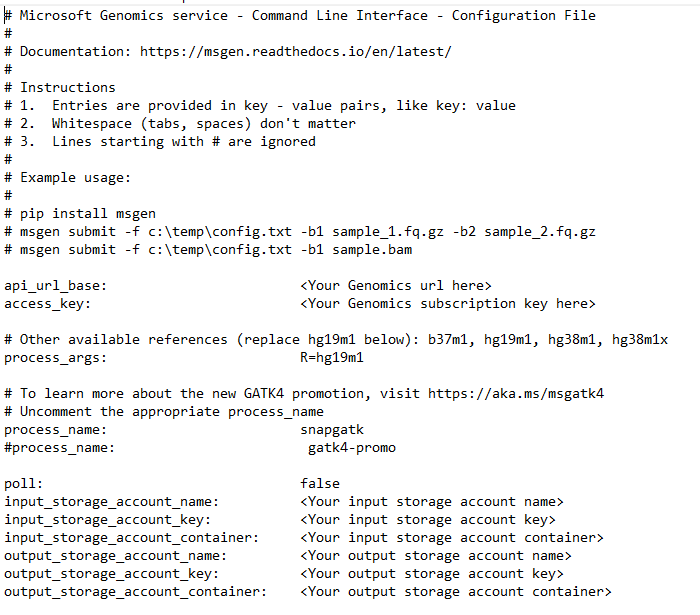 # Microsoft Genomics service - Command Line Interface - Configuration File
#
# Documentation: https://msgen.readthedocs.io/en/latest/
#
# Instructions
# 1.  Entries are provided in key - value pairs, like key: value
# 2.  Whitespace (tabs, spaces) don't matter
# 3.  Lines starting with # are ignored
#
# Example usage:
#
# pip install msgen
# msgen submit -f c:\temp\config.txt -b1 sample_1.fq.gz -b2 sample_2.fq.gz
# msgen submit -f c:\temp\config.txt -b1 sample.bam

api_url_base:                        <Your Genomics url here>
access_key:                          <Your Genomics subscription key here>

# Other available references (replace hg19m1 below): b37m1, hg19m1, hg38m1, hg38m1x
process_args:                        R=hg19m1

# To learn more about the new GATK4 promotion, visit https://aka.ms/msgatk4
# Uncomment the appropriate process_name
process_name:                        snapgatk
#process_name:                        gatk4-promo

poll:                                false
input_storage_account_name:          <Your input storage account name>
input_storage_account_key:           <Your input storage account key>
input_storage_account_container:     <Your input storage account container>
output_storage_account_name:         <Your output storage account name>
output_storage_account_key:          <Your output storage account key>
output_storage_account_container:    <Your output storage account container>